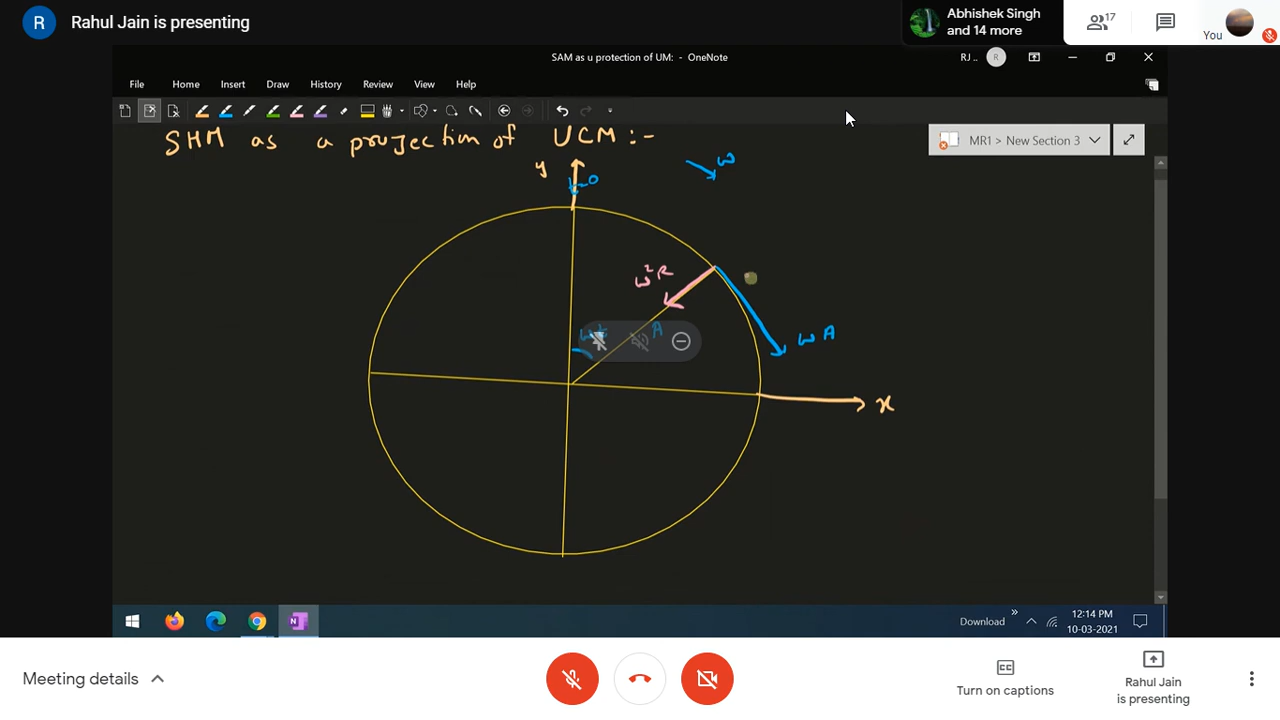 Rahul Jain is presenting
R
Abhishek Singh
and 14 more
17
You
SAM as u protection of UM: - OneNote
RJ ..
R
File Home Insert Draw History Review View Help
MR1 > New Section 3
SHM as a projection of UCM :-
y
t=0
ω
ω²R
ωt
A
ωA
x
Download
12:14 PM
10-03-2021
Meeting details
Turn on captions
Rahul Jain
is presenting